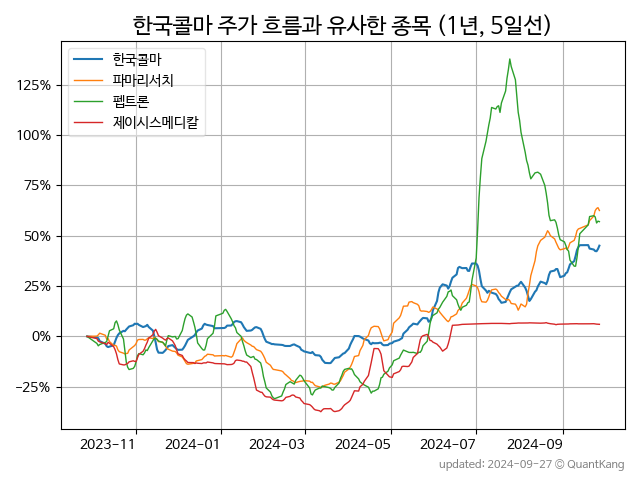 한국콜마 주가 흐름과 유사한 종목 (1년, 5일선)
한국콜마
파마리서치
펩트론
제이시스메디칼
125%
100%
75%
50%
25%
0%
−25%
2023−11
2024−01
2024−03
2024−05
2024−07
2024−09
updated: 2024-09-27 © QuantKang